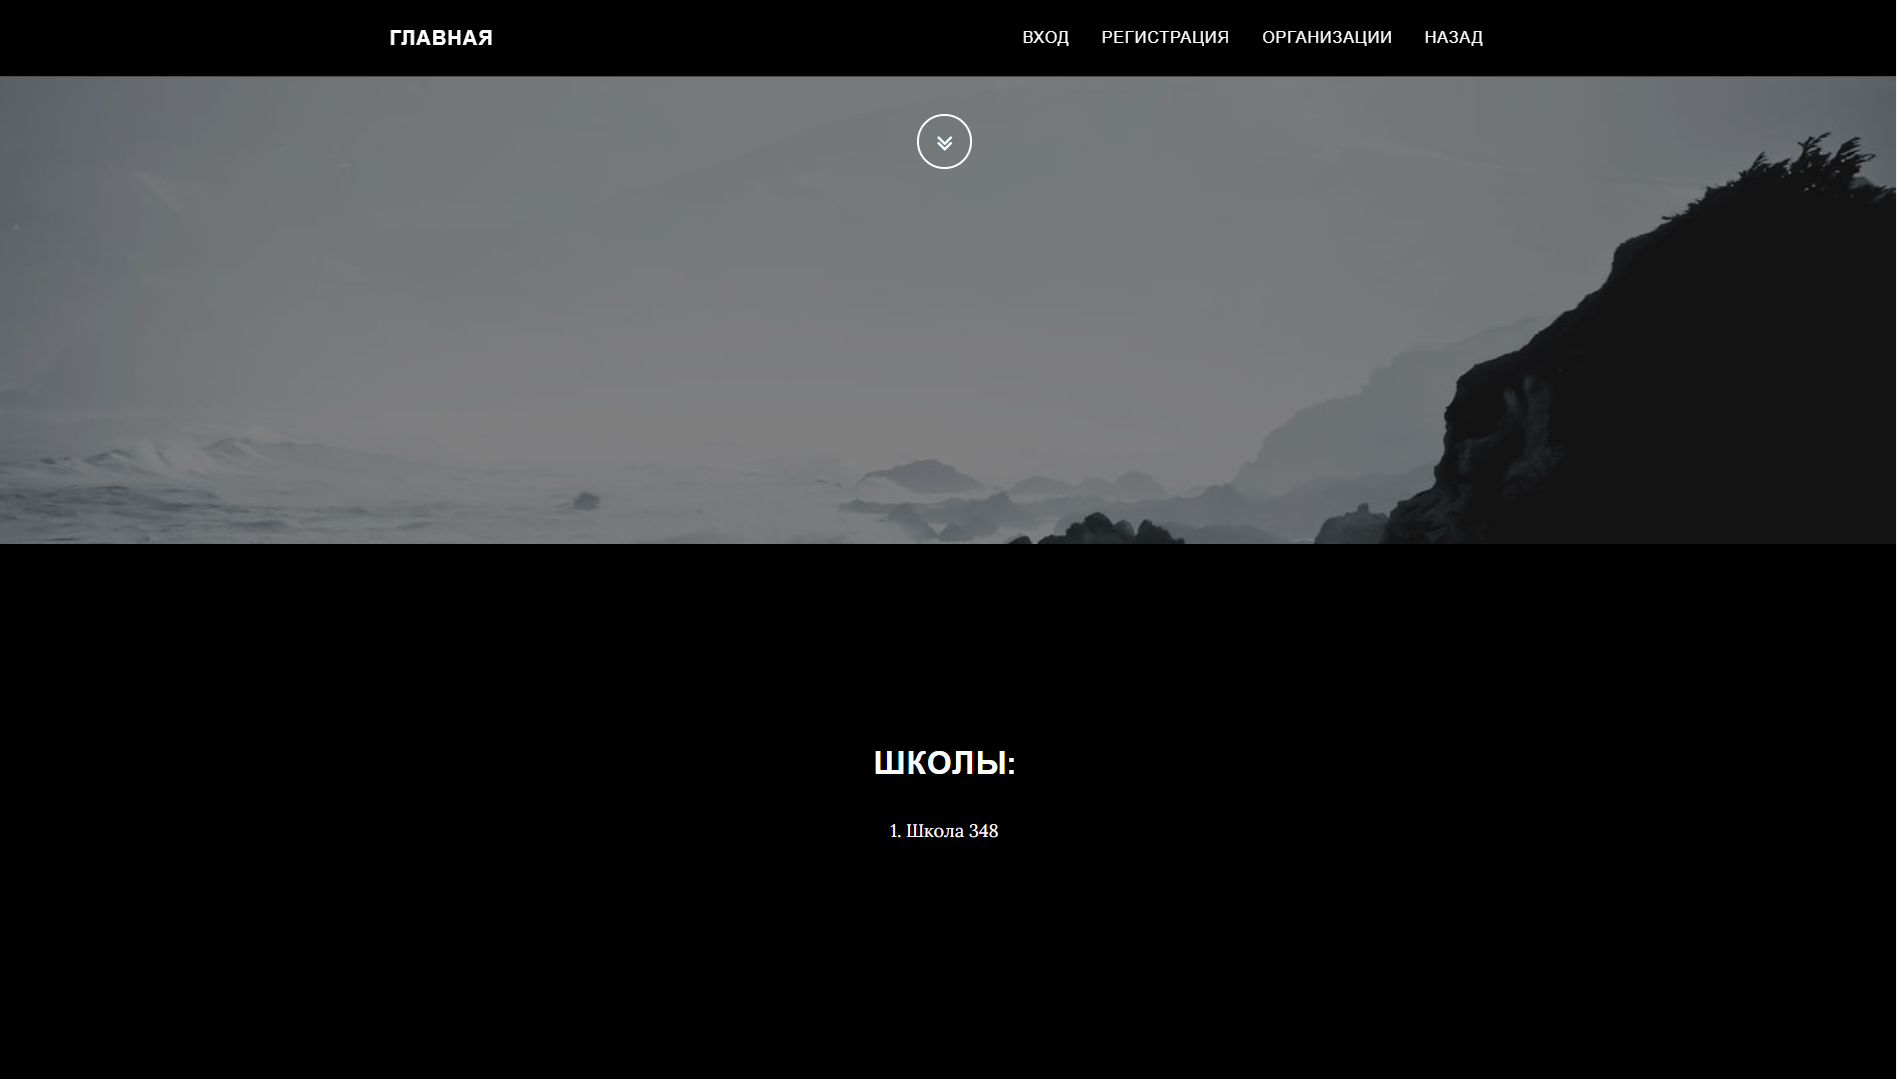 ГЛАВНАЯ ВХОД РЕГИСТРАЦИЯ ОРГАНИЗАЦИИ НАЗАД
ШКОЛЫ:
1. Школа 348